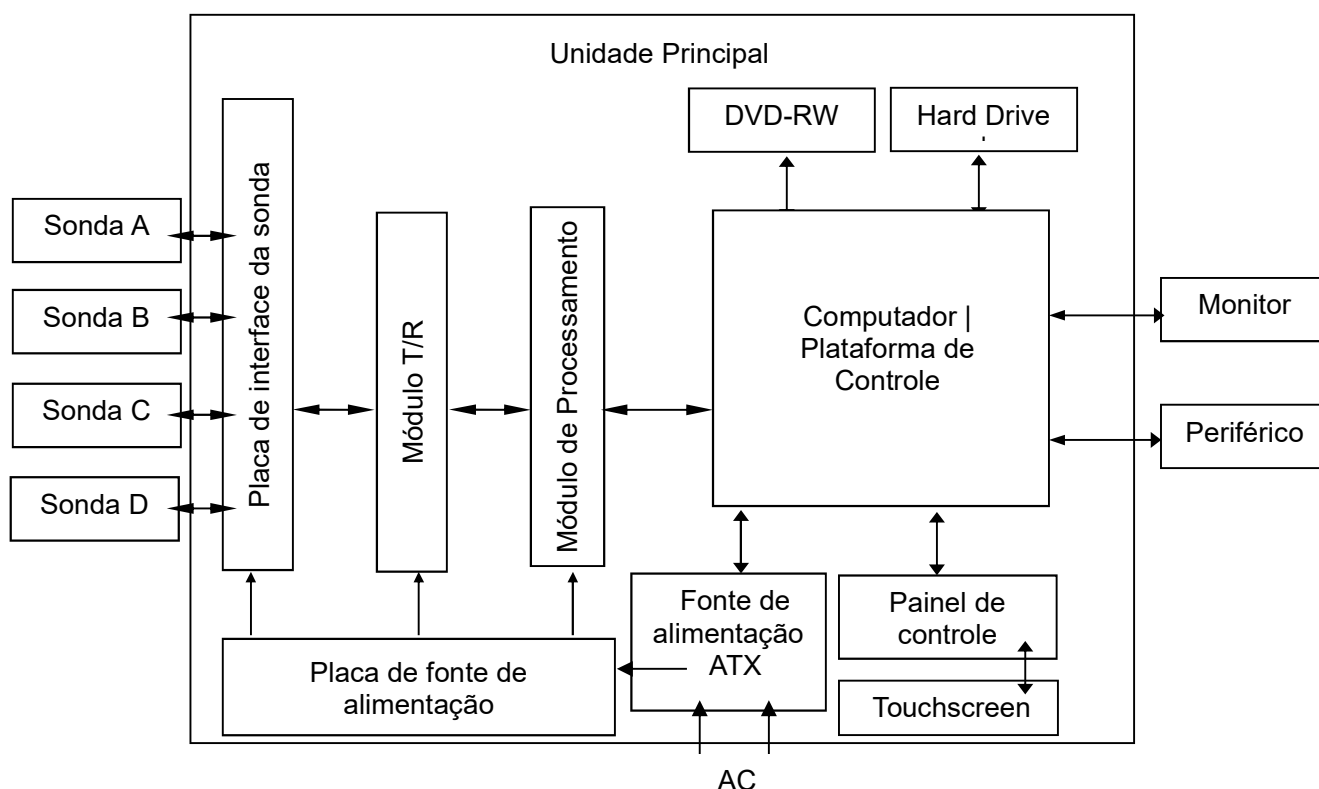 Unidade Principal
DVD-RW
Hard Drive
Sonda A
Sonda B
Sonda C
Sonda D
Placa de interface da sonda
Módulo T/R
Módulo de Processamento
Computador |
Plataforma de
Controle
Monitor
Periférico
Placa de fonte de
alimentação
Fonte de
alimentação
ATX
Painel de
controle
Touchscreen
AC